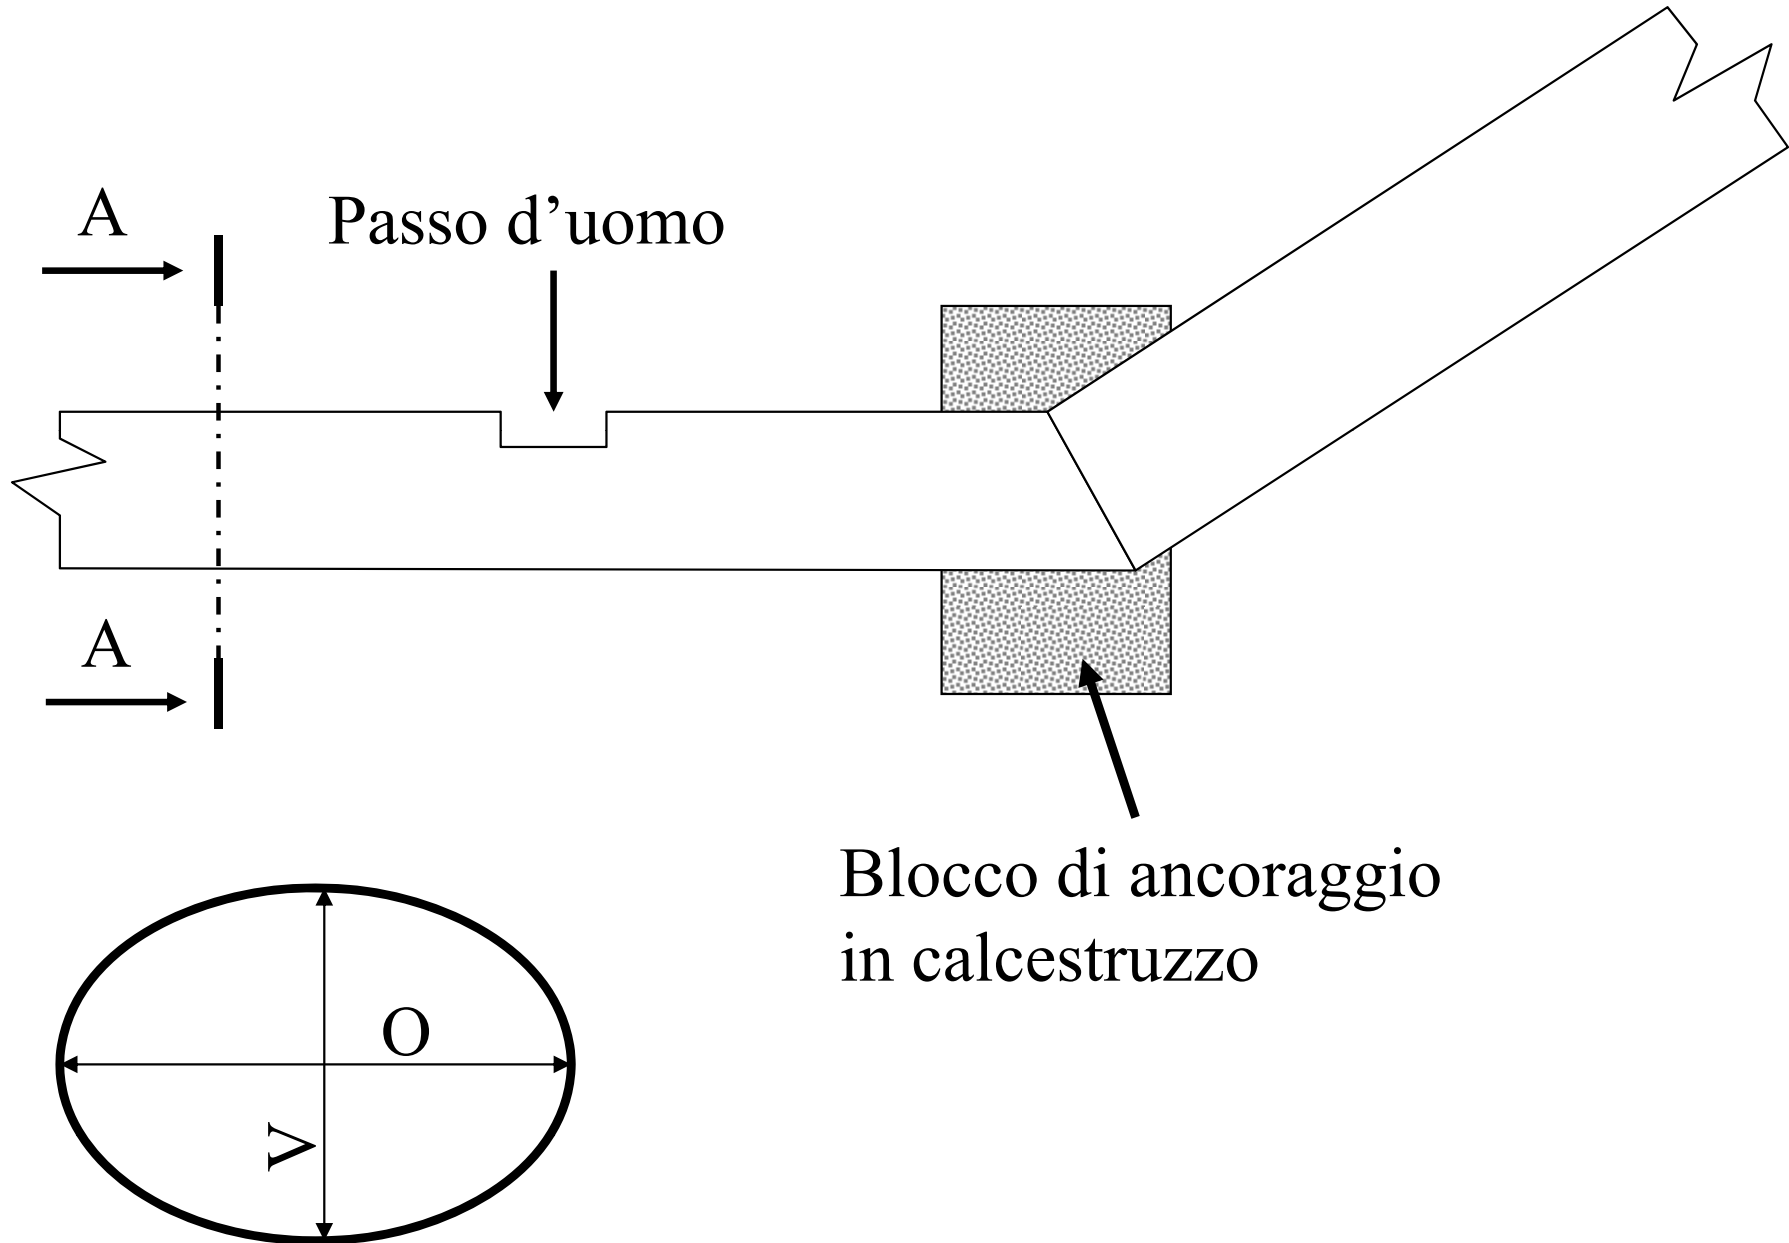 A
Passo d’uomo
A
Blocco di ancoraggio
in calcestruzzo
O
V